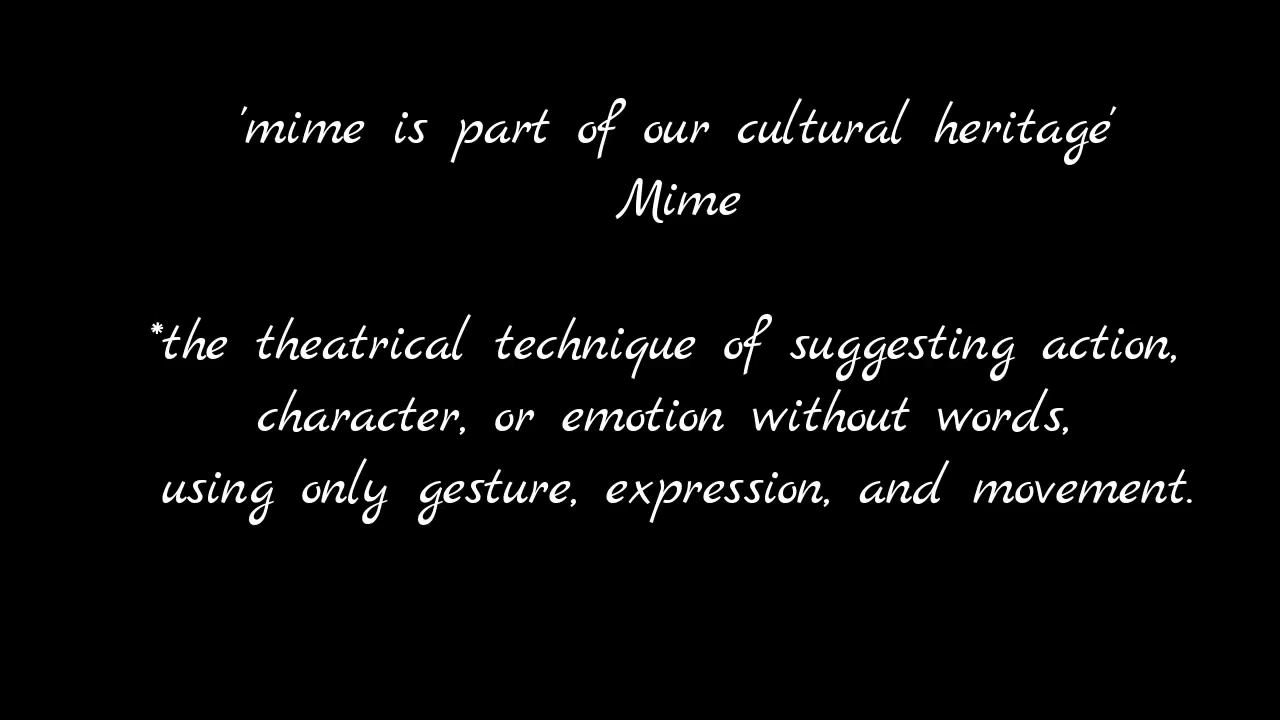 'mime is part of our cultural heritage'
Mime
*the theatrical technique of suggesting action,
character, or emotion without words,
using only gesture, expression, and movement.